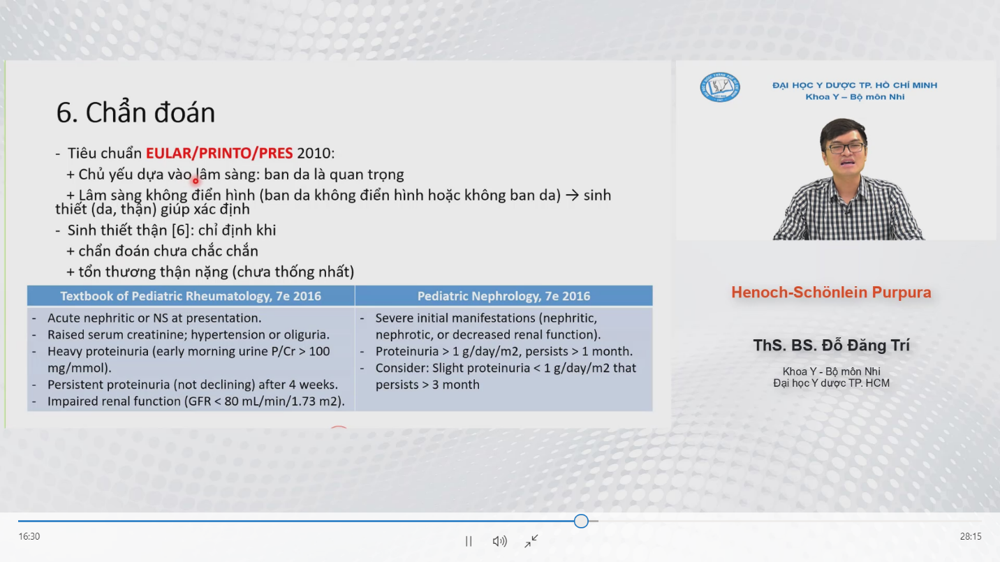 6. Chẩn đoán
- Tiêu chuẩn EULAR/PRINTO/PRES 2010:
+ Chủ yếu dựa vào lâm sàng: ban da là quan trọng
+ Lâm sàng không điển hình (ban da không điển hình hoặc không ban da) → sinh
thiết (da, thận) giúp xác định
- Sinh thiết thận [6]: chỉ định khi
+ chẩn đoán chưa chắc chắn
+ tổn thương thận nặng (chưa thống nhất)
Textbook of Pediatric Rheumatology, 7e 2016
- Acute nephritic or NS at presentation.
- Raised serum creatinine; hypertension or oliguria.
- Heavy proteinuria (early morning urine P/Cr > 100
mg/mmol).
- Persistent proteinuria (not declining) after 4 weeks.
- Impaired renal function (GFR < 80 mL/min/1.73 m2).
Pediatric Nephrology, 7e 2016
- Severe initial manifestations (nephritic,
nephrotic, or decreased renal function).
- Proteinuria > 1 g/day/m2, persists > 1 month.
- Consider: Slight proteinuria < 1 g/day/m2 that
persists > 3 month
ĐẠI HỌC Y DƯỢC TP. HỒ CHÍ MINH
Khoa Y – Bộ môn Nhi
Henoch-Schönlein Purpura
ThS. BS. Đỗ Đăng Trí
Khoa Y - Bộ môn Nhi
Đại học Y dược TP. HCM
16:30
28:15